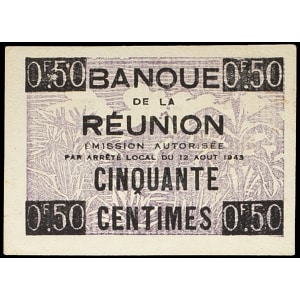 0F.50 BANQUE 0F.50
DE LA
RÉUNION
ÉMISSION AUTORISÉE
PAR ARRÊTÉ LOCAL DU 12 AOUT 1943
CINQUANTE
0F.50 CENTIMES 0F.50